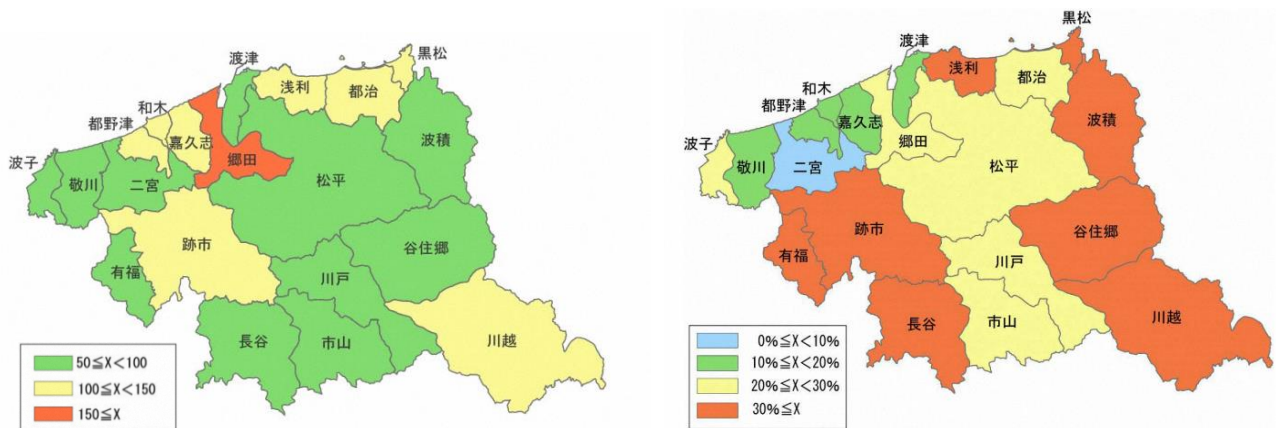 黒松
渡津
浅利
都治
和木
都野津
嘉久志
波積
波子
郷田
敬川
二宮
松平
跡市
谷住郷
有福
川戸
長谷
市山
川越
50≦X<100
100≦X<150
150≦X
黒松
渡津
浅利
都治
和木
都野津
嘉久志
波積
波子
郷田
敬川
二宮
松平
跡市
谷住郷
有福
川戸
長谷
市山
川越
0%≦X<10%
10%≦X<20%
20%≦X<30%
30%≦X